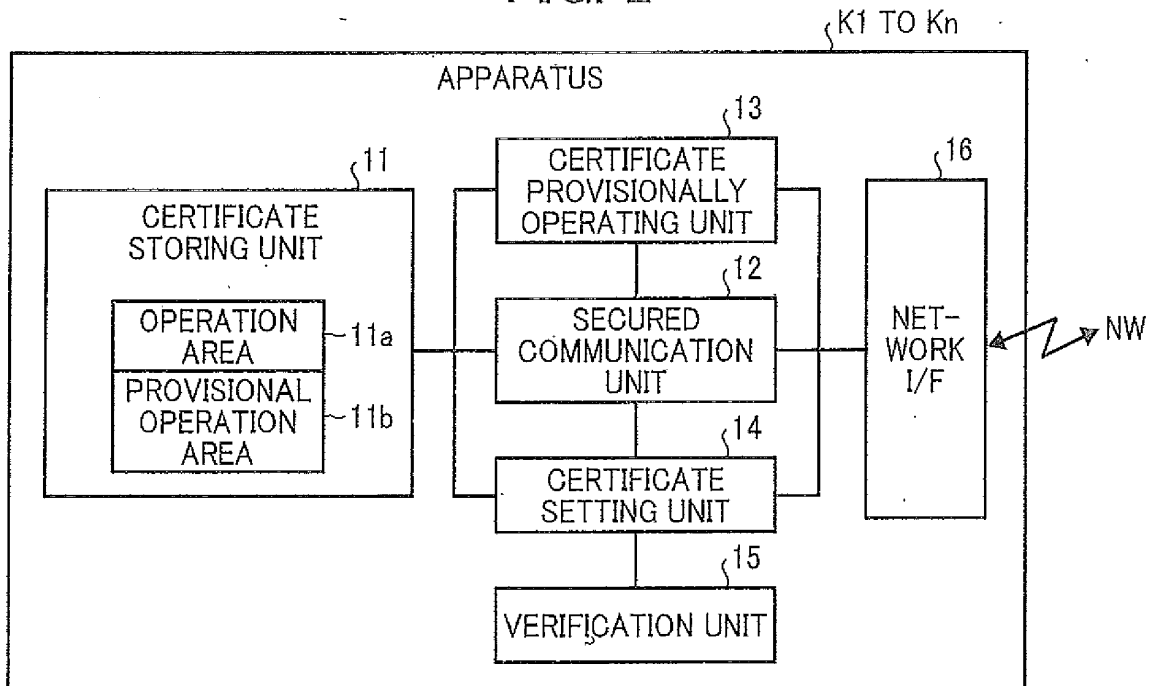 K1 TO Kn
APPARATUS
11
CERTIFICATE
STORING UNIT
OPERATION
AREA
11a
PROVISIONAL
OPERATION
AREA
11b
13
CERTIFICATE
PROVISIONALLY
OPERATING UNIT
12
SECURED
COMMUNICATION
UNIT
14
CERTIFICATE
SETTING UNIT
15
VERIFICATION UNIT
16
NET-
WORK
I/F
NW